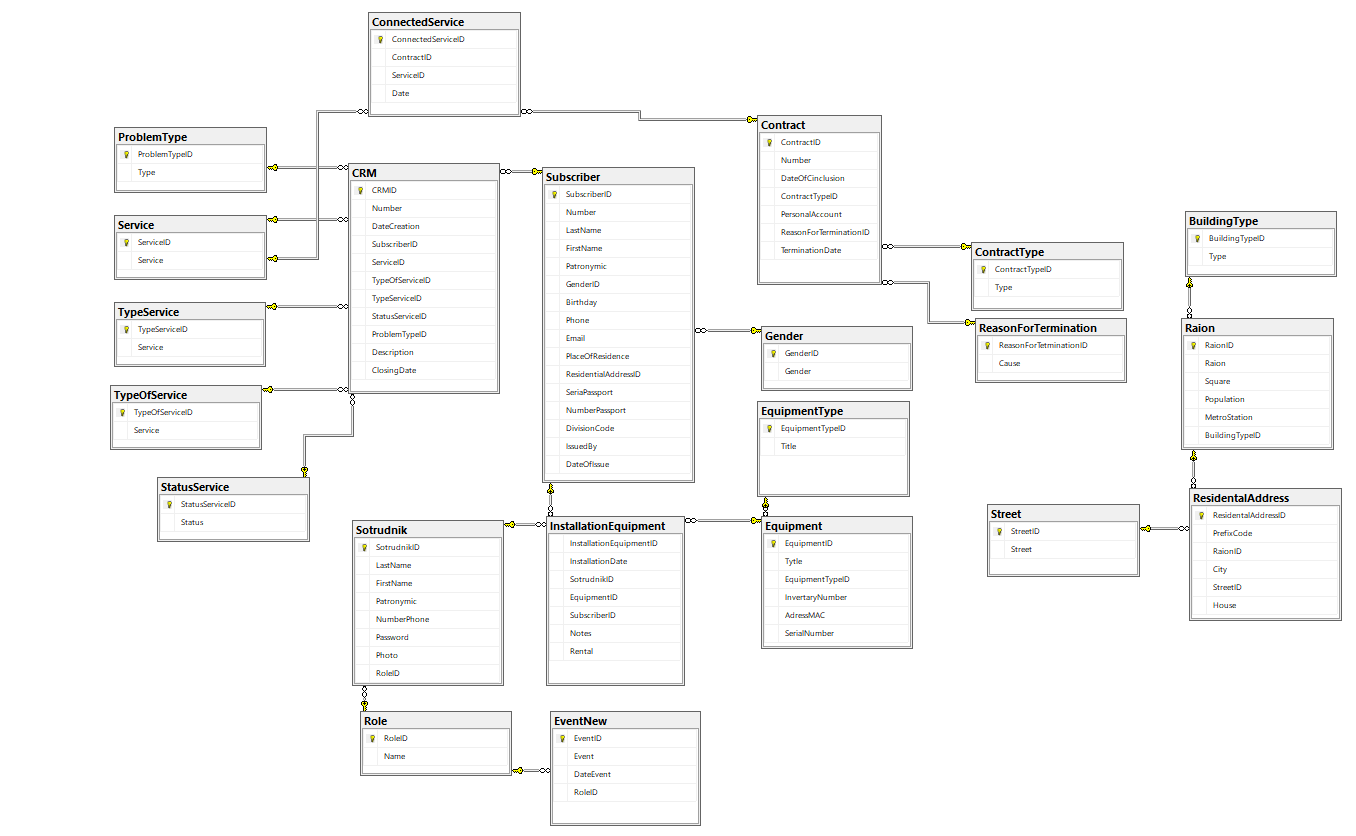 ConnectedService
ConnectedServiceID
ContractID
ServiceID
Date
ProblemType
ProblemTypeID
Type
Service
ServiceID
Service
TypeService
TypeServiceID
Service
TypeOfService
TypeOfServiceID
Service
StatusService
StatusServiceID
Status
CRM
CRMID
Number
DateCreation
SubscriberID
ServiceID
TypeOfServiceID
TypeServiceID
StatusServiceID
ProblemTypeID
Description
ClosingDate
Subscriber
SubscriberID
Number
LastName
FirstName
Patronymic
GenderID
Birthday
Phone
Email
PlaceOfResidence
ResidentialAddressID
SeriaPassport
NumberPassport
DivisionCode
IssuedBy
DateOfIssue
Contract
ContractID
Number
DateOfCinclusion
ContractTypeID
PersonalAccount
ReasonForTerminationID
TerminationDate
ContractType
ContractTypeID
Type
ReasonForTermination
ReasonForTetminationID
Cause
Gender
GenderID
Gender
EquipmentType
EquipmentTypeID
Title
Equipment
EquipmentID
Tytle
EquipmentTypeID
InvertaryNumber
AdressMAC
SerialNumber
BuildingType
BuildingTypeID
Type
Raion
RaionID
Raion
Square
Population
MetroStation
BuildingTypeID
ResidentalAddress
ResidentalAddressID
PrefixCode
RaionID
City
StreetID
House
Street
StreetID
Street
Sotrudnik
SotrudnikID
LastName
FirstName
Patronymic
NumberPhone
Password
Photo
RoleID
InstallationEquipment
InstallationEquipmentID
InstallationDate
SotrudnikID
EquipmentID
SubscriberID
Notes
Rental
Role
RoleID
Name
EventNew
EventID
Event
DateEvent
RoleID